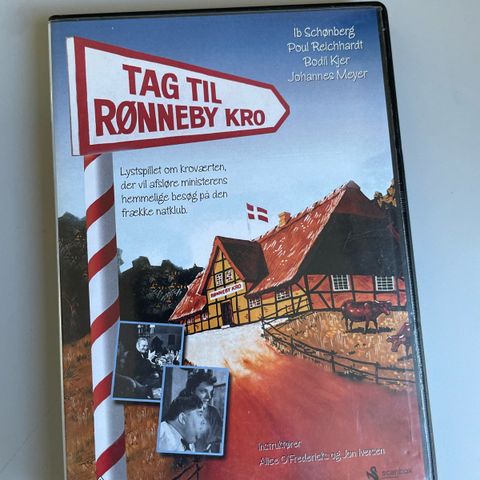 Ib Schønberg
Poul Reichhardt
Bodil Kjer
Johannes Meyer
TAG TIL
RØNNEBY KRO
Lystspillet om kroværten,
der vil afsløre ministerens
hemmelige besøg på den
frække natklub.
RØNNEBY KRO
Instruktører
Alice O'Fredericks og Jon Iversen
scanbox